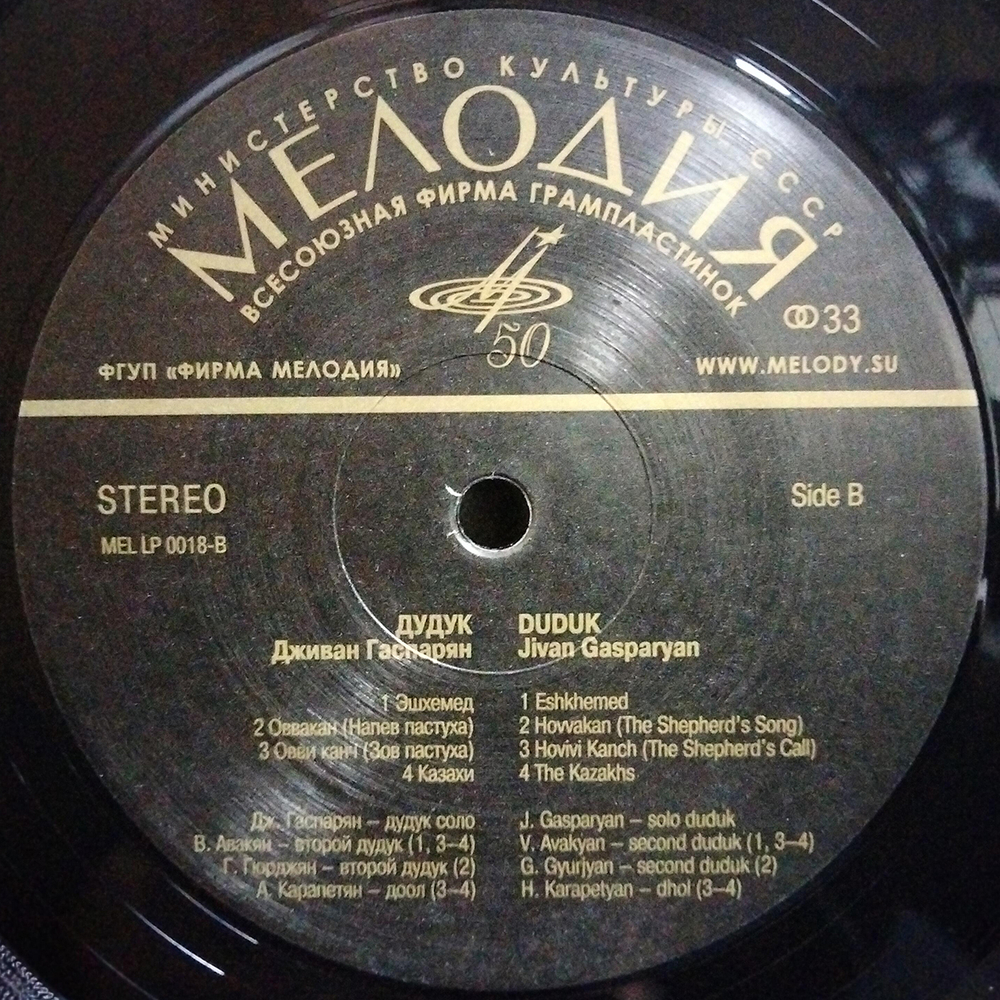 МИНИСТЕРСТВО КУЛЬТУРЫ СССР
МЕЛОДИЯ
ВСЕСОЮЗНАЯ ФИРМА ГРАМПЛАСТИНОК
50
33
ФГУП «ФИРМА МЕЛОДИЯ»
WWW.MELODY.SU
STEREO
Side B
MEL LP 0018-B
ДУДУК
Дживан Гаспарян
1 Эшхемед
2 Оввакан (Напев пастуха)
3 Овви канч (Зов пастуха)
4 Казахи
Дж. Гаспарян – дудук соло
В. Авакян – второй дудук (1, 3–4)
Г. Гюрджян – второй дудук (2)
А. Карапетян – доол (3–4)
DUDUK
Jivan Gasparyan
1 Eshkhemed
2 Hovvakan (The Shepherd's Song)
3 Hovivi Kanch (The Shepherd's Call)
4 The Kazakhs
J. Gasparyan – solo duduk
V. Avakyan – second duduk (1, 3–4)
G. Gyurjyan – second duduk (2)
H. Karapetyan – dhol (3–4)